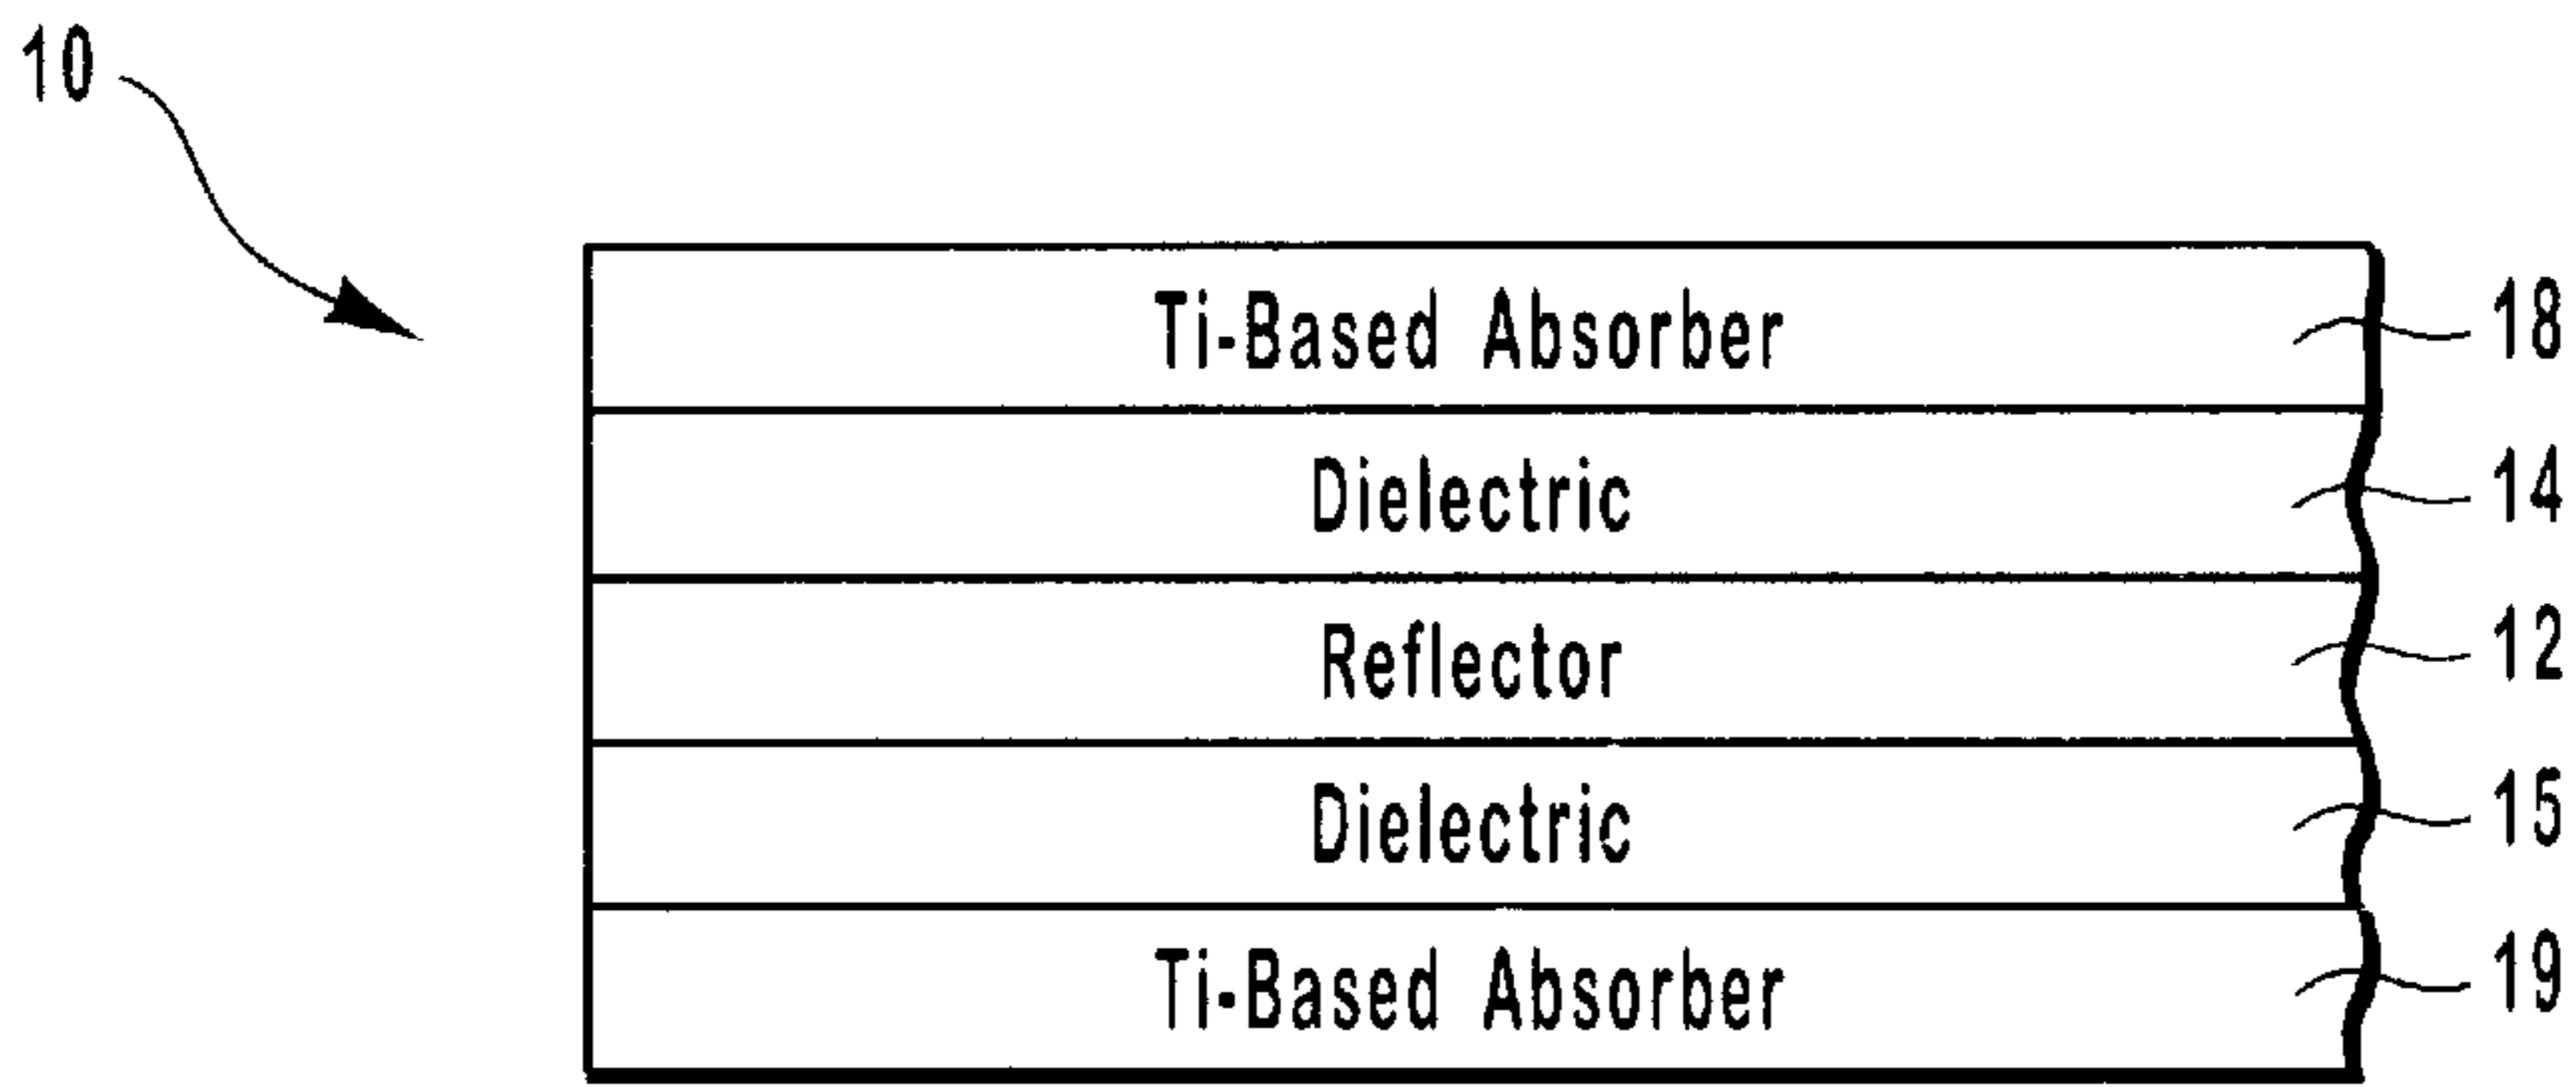 10
Ti-Based Absorber 18
Dielectric 14
Reflector 12
Dielectric 15
Ti-Based Absorber 19